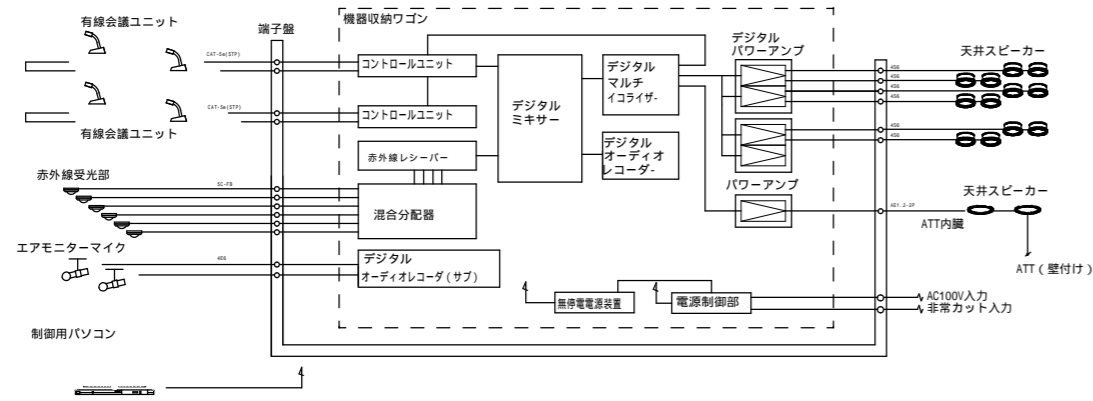 有線会議ユニット
端子盤
機器収納ワゴン
CAT-5e(STP)
コントロールユニット
CAT-5e(STP)
コントロールユニット
有線会議ユニット
赤外線レシーバー
赤外線受光部
SC-FB
混合分配器
エアモニターマイク
4S6
デジタル
オーディオレコーダ(サブ)
制御用パソコン
デジタル
ミキサー
デジタル
マルチ
イコライザ-
デジタル
オーディオ
レコーダ-
デジタル
パワーアンプ
パワーアンプ
無停電電源装置
電源制御部
天井スピーカー
4S6
4S6
4S6
4S6
4S6
4S6
天井スピーカー
AE1.2-2P
ATT内臓
ATT(壁付け)
AC100V入力
非常カット入力